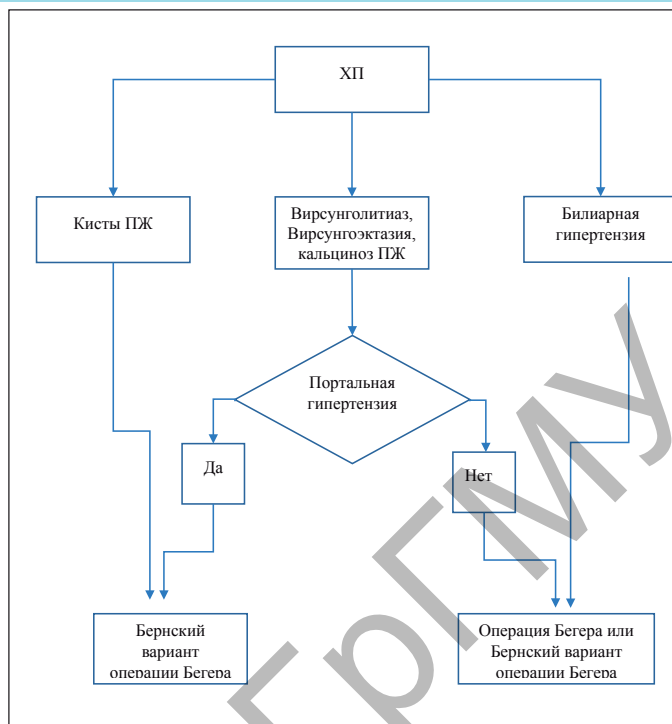 ХП
Кисты ПЖ
Вирсунголитиаз,
Вирсунгоэктазия,
кальциноз ПЖ
Билиарная
гипертензия
Портальная
гипертензия
Да
Нет
Бернский
вариант
операции Бегера
Операция Бегера или
Бернский вариант
операции Бегера
ГрГМУ